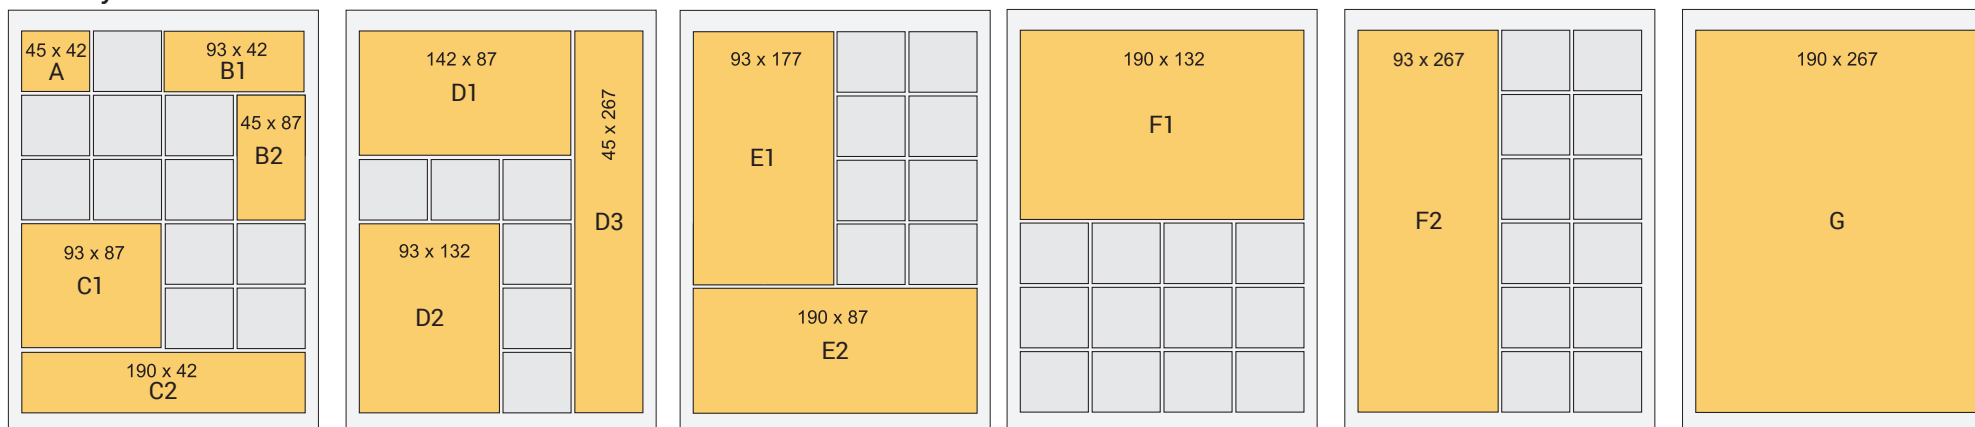 45 x 42
A
93 x 42
B1
45 x 87
B2
93 x 87
C1
190 x 42
C2
142 x 87
D1
45 x 267
D3
93 x 132
D2
93 x 177
E1
190 x 87
E2
190 x 132
F1
93 x 267
F2
190 x 267
G